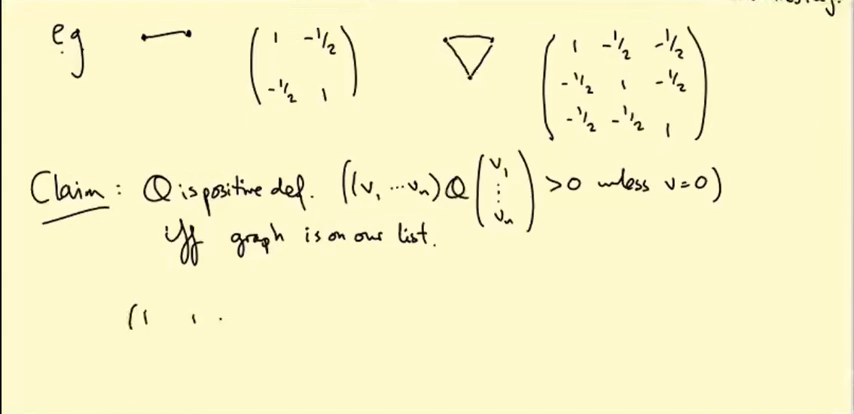 e.g (1 -1/2 -1/2 1) (1 -1/2 -1/2 -1/2 1 -1/2 -1/2 -1/2 1)
Claim: Q is positive def. ((v₁ ... vₙ) Q (v₁ ⋮ vₙ) >0 unless v=0)
iff graph is on our list.
(1 1 .